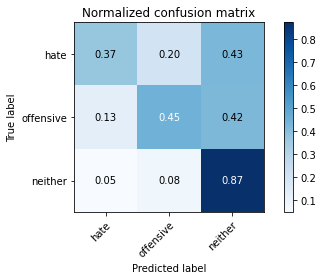 Normalized confusion matrix
True label
hate
offensive
neither
0.37 0.20 0.43
0.13 0.45 0.42
0.05 0.08 0.87
hate
offensive
neither
Predicted label
0.8
0.7
0.6
0.5
0.4
0.3
0.2
0.1